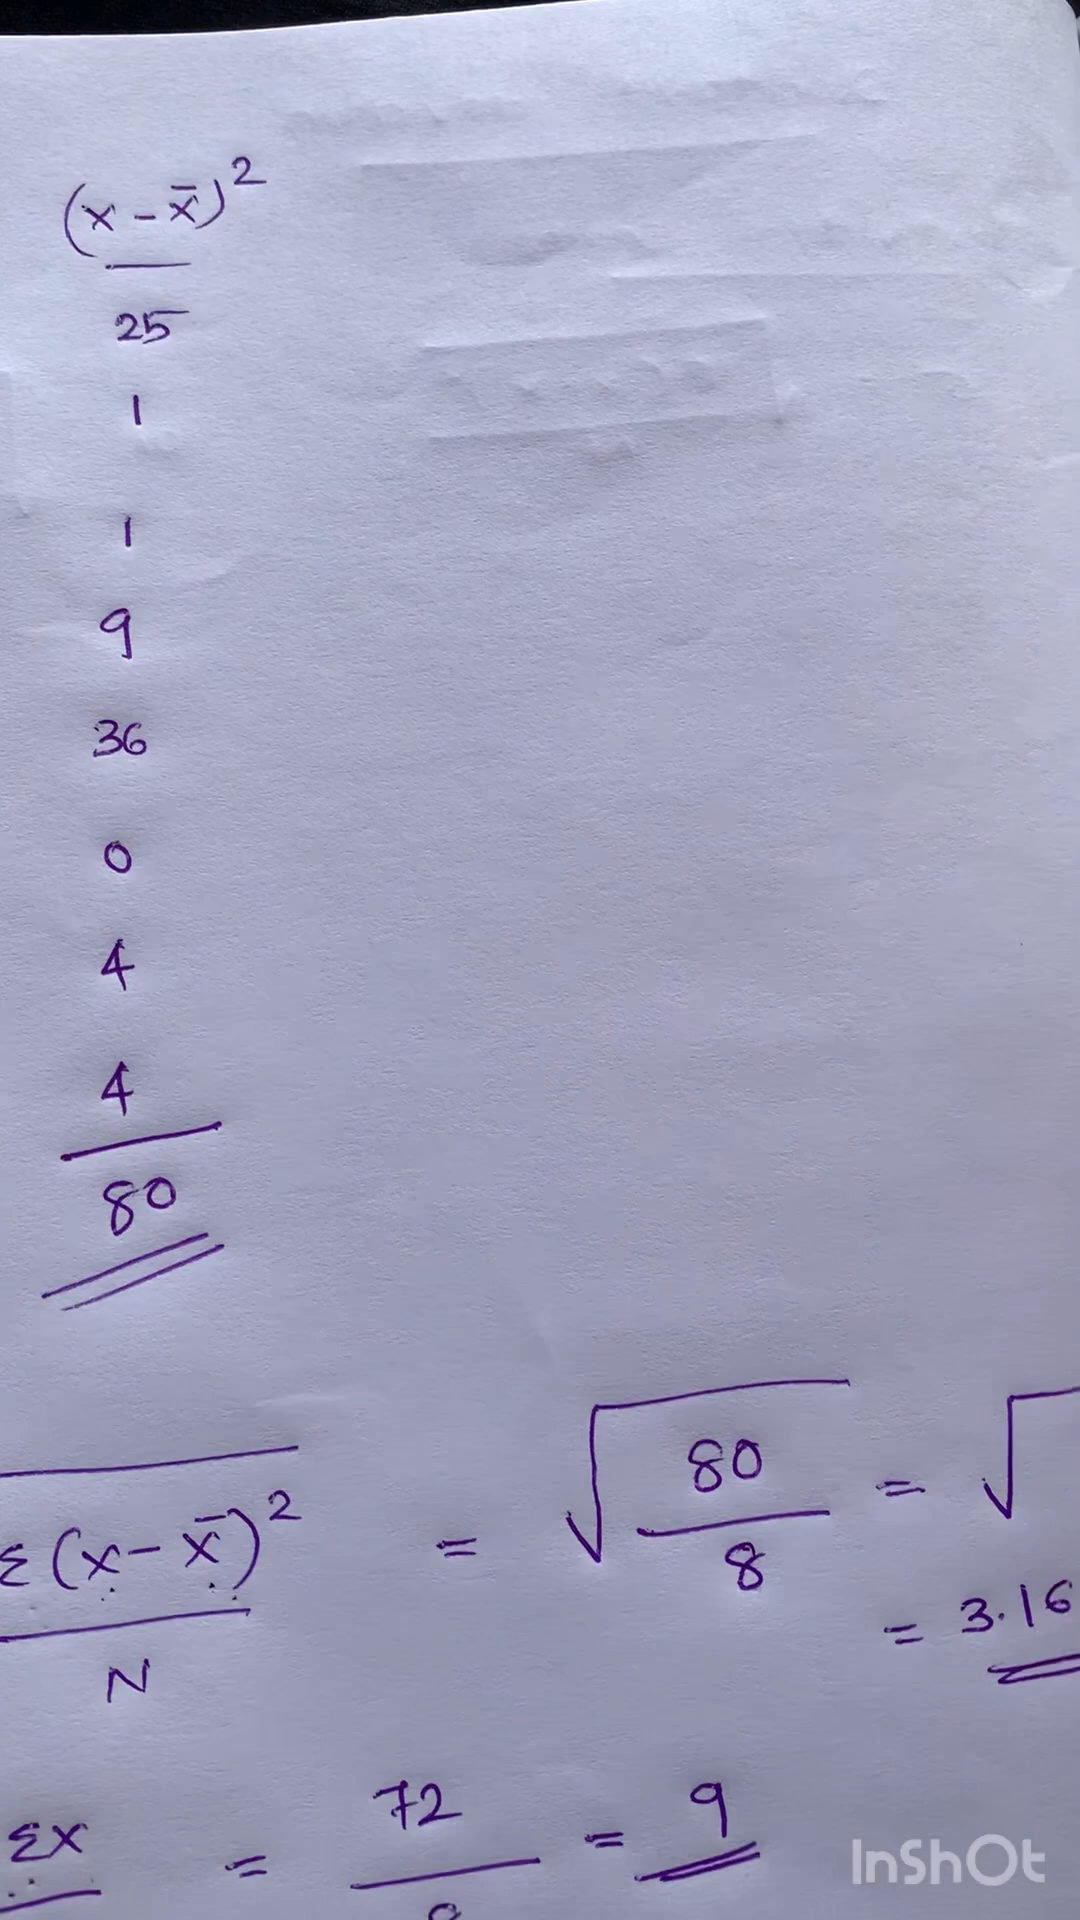 (x - x̄)²
25
1
1
9
36
0
4
4
80
Σ(x - x̄)² / N = √(80/8) = √
= 3.16
Σx = 72 / = 9
InShOt